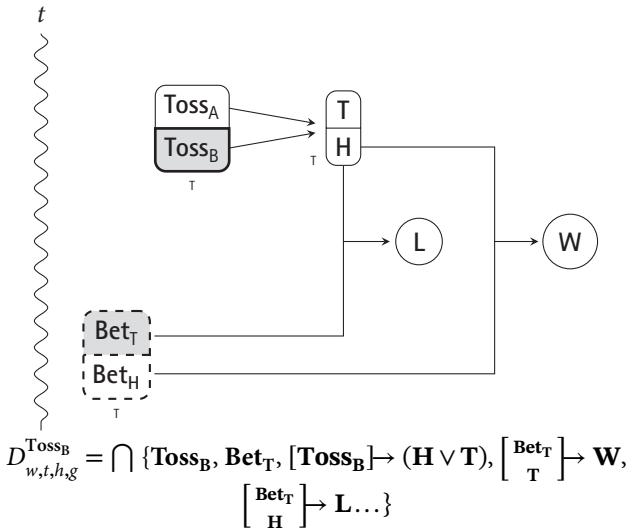 t
Toss_A
T
Toss_B
H
T
T
L
W
Bet_T
Bet_H
T
D^{Toss_B}_{w,t,h,g} = ⋂ {Toss_B, Bet_T, [Toss_B] ↦ (H ∨ T), [Bet_T T] ↦ W,
[Bet_T H] ↦ L…}